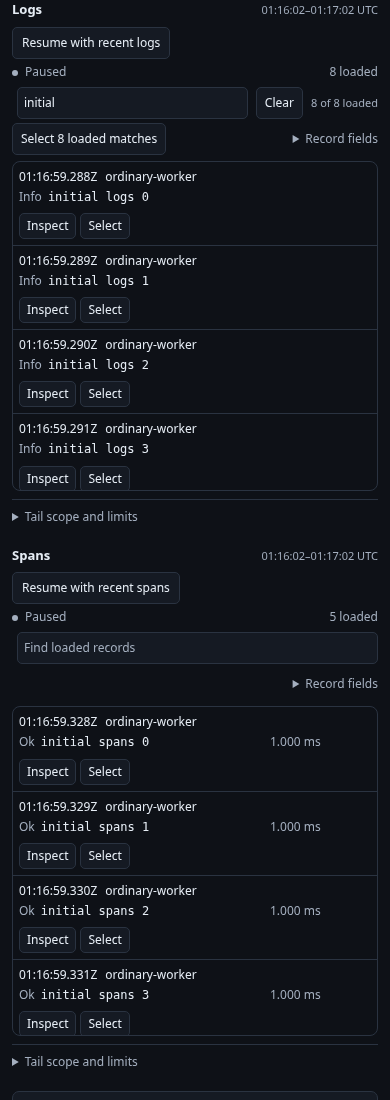 Logs 01:16:02–01:17:02 UTC
Resume with recent logs
Paused 8 loaded
initial Clear 8 of 8 loaded
Select 8 loaded matches Record fields
01:16:59.288Z ordinary-worker
Info initial logs 0
Inspect Select
01:16:59.289Z ordinary-worker
Info initial logs 1
Inspect Select
01:16:59.290Z ordinary-worker
Info initial logs 2
Inspect Select
01:16:59.291Z ordinary-worker
Info initial logs 3
Inspect Select
Tail scope and limits
Spans 01:16:02–01:17:02 UTC
Resume with recent spans
Paused 5 loaded
Find loaded records
Record fields
01:16:59.328Z ordinary-worker
Ok initial spans 0 1.000 ms
Inspect Select
01:16:59.329Z ordinary-worker
Ok initial spans 1 1.000 ms
Inspect Select
01:16:59.330Z ordinary-worker
Ok initial spans 2 1.000 ms
Inspect Select
01:16:59.331Z ordinary-worker
Ok initial spans 3 1.000 ms
Inspect Select
Tail scope and limits